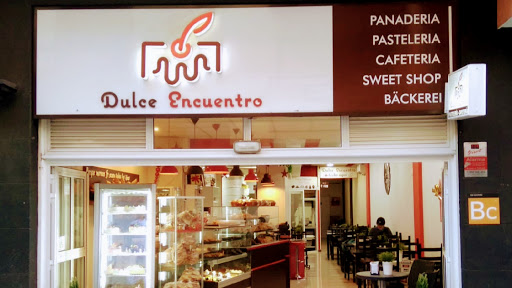 PANADERIA
PASTELERIA
CAFETERIA
SWEET SHOP
BÄCKEREI
Dulce Encuentro
Bc